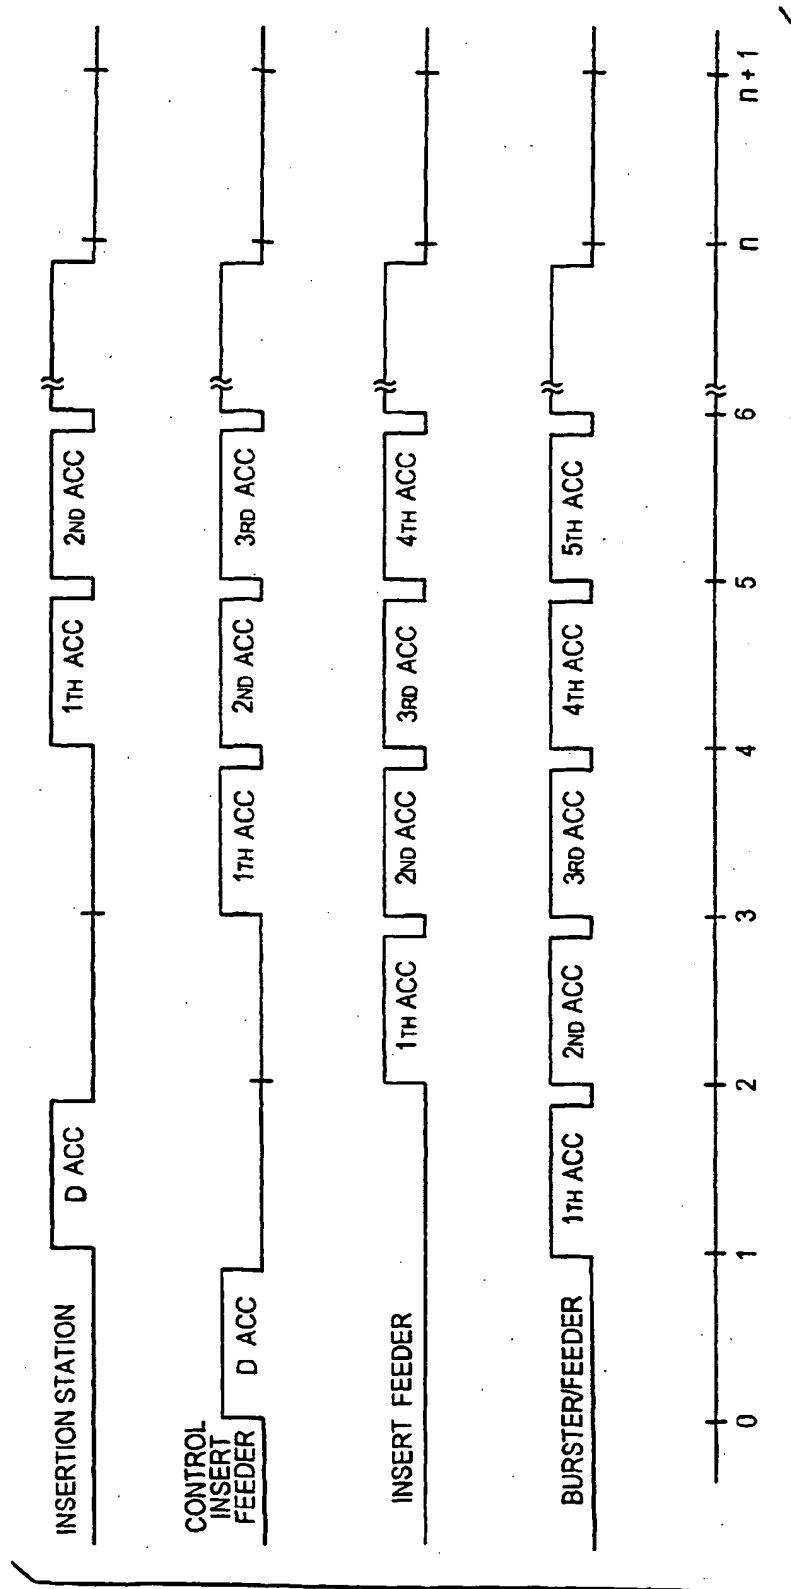 INSERTION STATION
D ACC
1TH ACC
2ND ACC
CONTROL
INSERT
FEEDER
D ACC
1TH ACC
2ND ACC
3RD ACC
INSERT FEEDER
1TH ACC
2ND ACC
3RD ACC
4TH ACC
BURSTER/FEEDER
1TH ACC
2ND ACC
3RD ACC
4TH ACC
5TH ACC
0
1
2
3
4
5
6
n
n+1